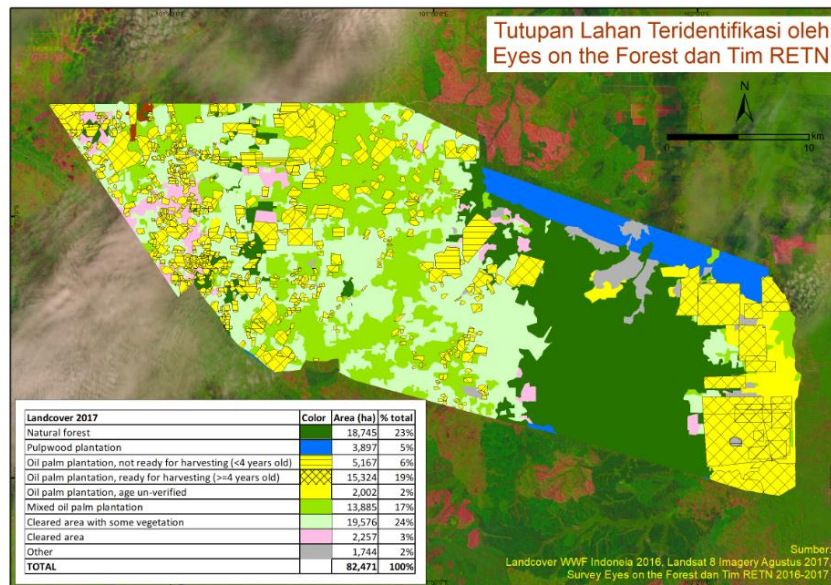 Tutupan Lahan Teridentifikasi oleh
Eyes on the Forest dan Tim RETN
N
km
0 10
Landcover 2017 Color Area (ha) % total
Natural forest 18,745 23%
Pulpwood plantation 3,897 5%
Oil palm plantation, not ready for harvesting (<4 years old) 5,167 6%
Oil palm plantation, ready for harvesting (>=4 years old) 15,324 19%
Oil palm plantation, age un-verified 2,002 2%
Mixed oil palm plantation 13,885 17%
Cleared area with some vegetation 19,576 24%
Cleared area 2,257 3%
Other 1,744 2%
TOTAL 82,471 100%
Sumber:
Landcover WWF Indoneia 2016, Landsat 8 Imagery Agustus 2017,
Survey Eyes on the Forest dan Tim RETN 2016-2017